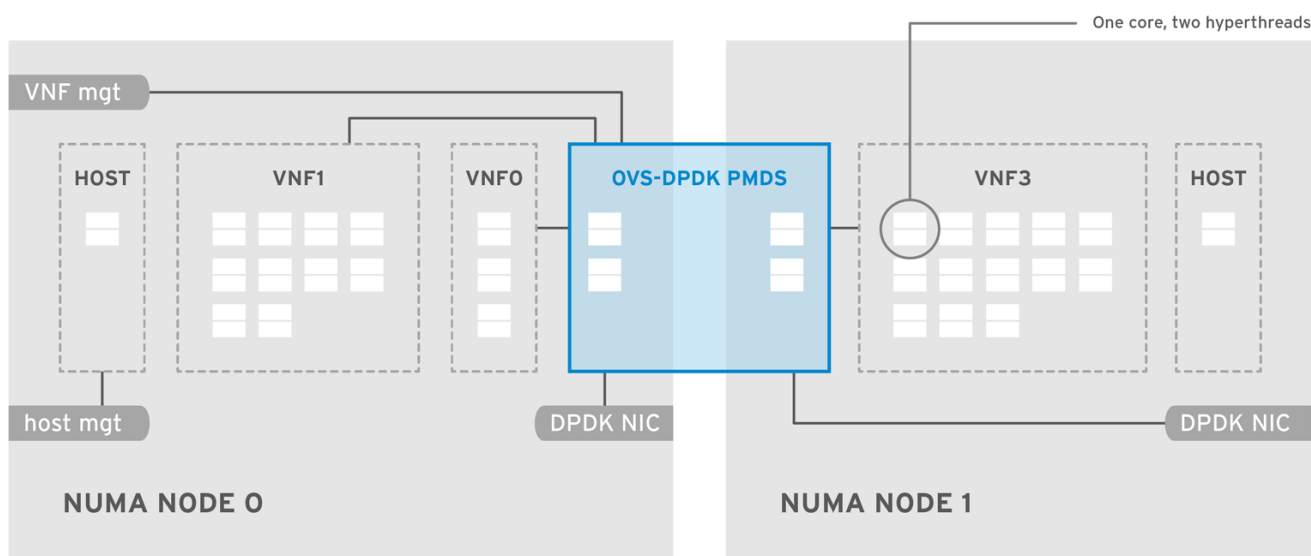 One core, two hyperthreads
VNF mgt
HOST
VNF1
VNF0
OVS-DPDK PMDS
VNF3
HOST
host mgt
DPDK NIC
DPDK NIC
NUMA NODE 0
NUMA NODE 1